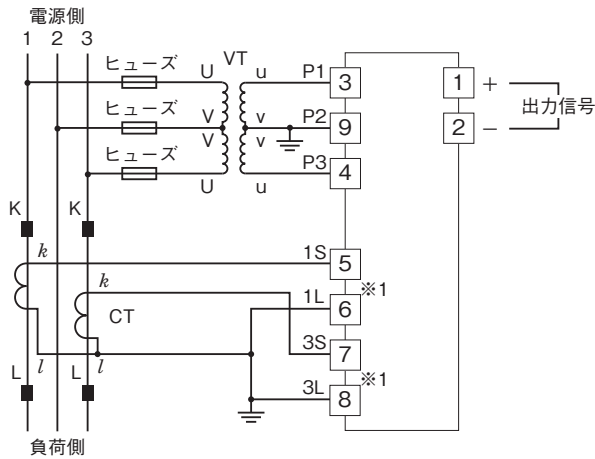 電源側
1 2 3
ヒューズ U VT u P1 3 1 + 出力信号
ヒューズ V v P2 9 2 −
V v
ヒューズ U u P3 4
K K
k 1S 5 ※1
k 1L 6
CT 3S 7 ※1
l l
L L 3L 8
負荷側